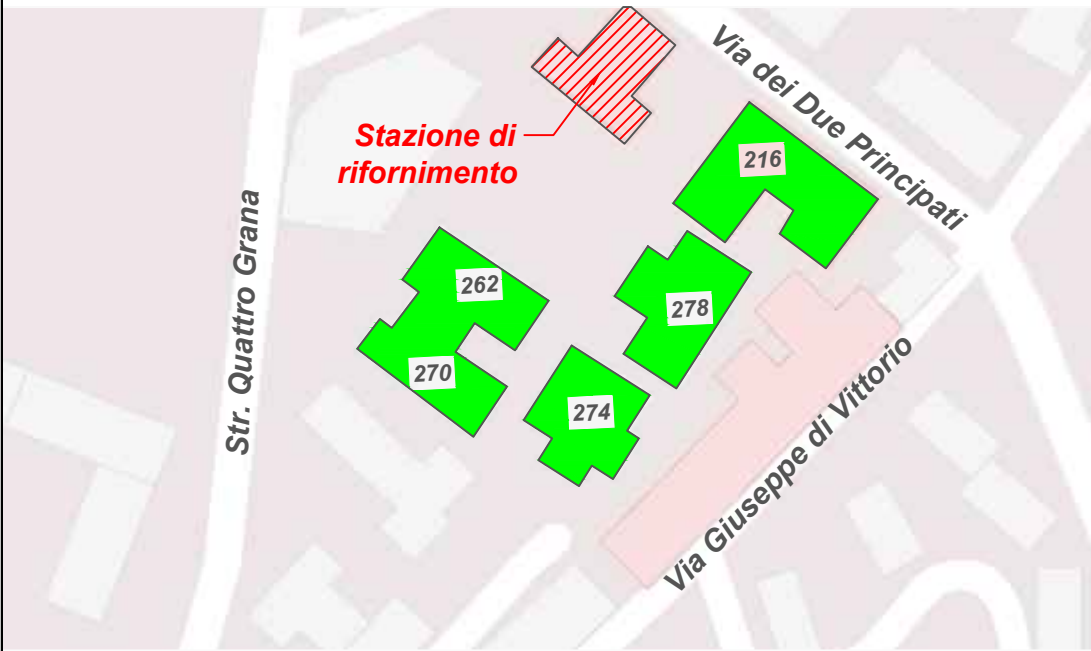 Via dei Due Principati
Stazione di
rifornimento
216
Str. Quattro Grana
262
278
270
274
Via Giuseppe di Vittorio